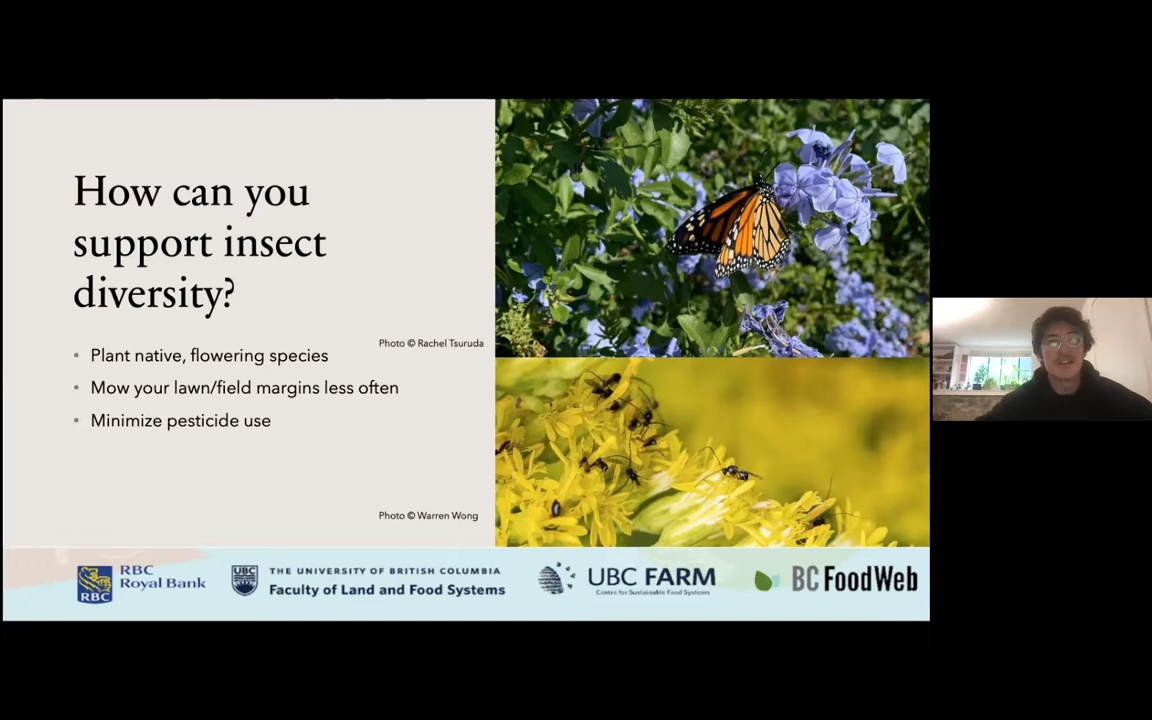 How can you
support insect
diversity?
Photo © Rachel Tsuruda
• Plant native, flowering species
• Mow your lawn/field margins less often
• Minimize pesticide use
Photo © Warren Wong
RBC
RBC
Royal Bank
UBC
THE UNIVERSITY OF BRITISH COLUMBIA
Faculty of Land and Food Systems
UBC FARM
Centre for Sustainable Food Systems
BC FoodWeb